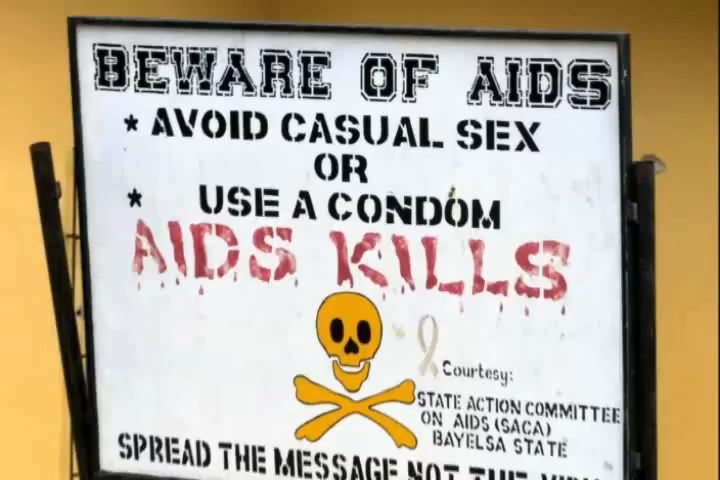 BEWARE OF AIDS
* AVOID CASUAL SEX
OR
* USE A CONDOM
AIDS KILLS
Courtesy:
STATE ACTION COMMITTEE
ON AIDS (SACA)
BAYELSA STATE
SPREAD THE MESSAGE NOT THE